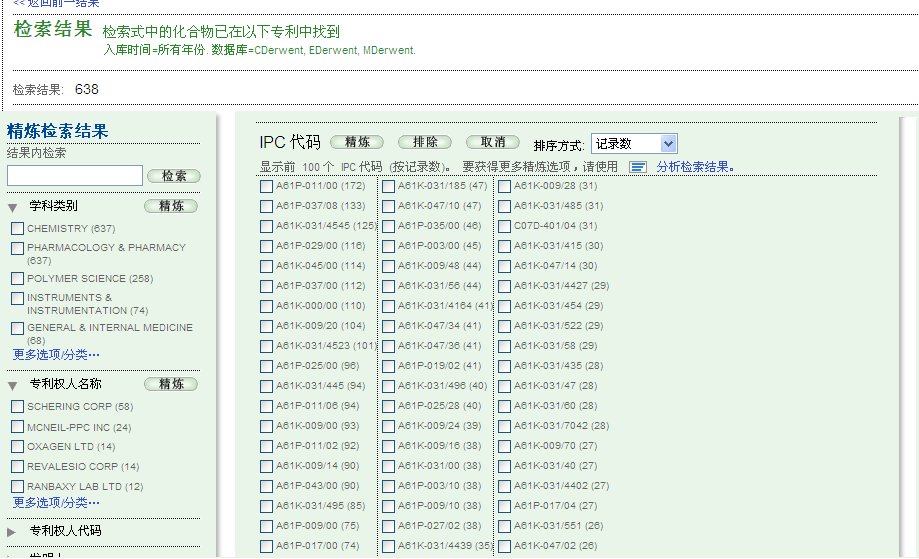 << 返回前一结果
检索结果 检索式中的化合物已在以下专利中找到
入库时间=所有年份. 数据库=CDerwent, EDerwent, MDerwent.
检索结果: 638
精炼检索结果
结果内检索
检索
学科类别 精炼
CHEMISTRY (637)
PHARMACOLOGY & PHARMACY
(637)
POLYMER SCIENCE (258)
INSTRUMENTS &
INSTRUMENTATION (74)
GENERAL & INTERNAL MEDICINE
(68)
更多选项/分类...
专利权人名称 精炼
SCHERING CORP (58)
MCNEIL-PPC INC (24)
OXAGEN LTD (14)
REVALESIO CORP (14)
RANBAXY LAB LTD (12)
更多选项/分类...
专利权人代码
IPC 代码 精炼 排除 取消 排序方式: 记录数
显示前 100个 IPC 代码 (按记录数)。 要获得更多精炼选项，请使用 分析检索结果。
A61P-011/00 (172) A61K-031/185 (47) A61K-009/28 (31)
A61P-037/08 (133) A61K-047/10 (47) A61K-031/485 (31)
A61K-031/4545 (125) A61P-035/00 (46) C07D-401/04 (31)
A61P-029/00 (116) A61P-003/00 (45) A61K-031/415 (30)
A61K-045/00 (114) A61K-009/48 (44) A61K-047/14 (30)
A61P-037/00 (112) A61K-031/56 (44) A61K-031/4427 (29)
A61K-000/00 (110) A61K-031/4164 (41) A61K-031/454 (29)
A61K-009/20 (104) A61K-047/34 (41) A61K-031/522 (29)
A61K-031/4523 (101) A61K-047/36 (41) A61K-031/58 (29)
A61P-025/00 (96) A61P-019/02 (41) A61K-031/435 (28)
A61K-031/445 (94) A61K-031/496 (40) A61K-031/47 (28)
A61P-011/06 (94) A61P-025/28 (40) A61K-031/60 (28)
A61K-009/00 (93) A61K-009/24 (39) A61K-031/7042 (28)
A61P-011/02 (92) A61K-009/16 (38) A61K-009/70 (27)
A61K-009/14 (90) A61K-031/00 (38) A61K-031/40 (27)
A61P-043/00 (90) A61P-003/10 (38) A61K-031/4402 (27)
A61K-031/495 (85) A61P-009/10 (38) A61P-017/04 (27)
A61P-009/00 (75) A61P-027/02 (38) A61K-031/551 (26)
A61P-017/00 (74) A61K-031/4439 (35) A61K-047/02 (26)